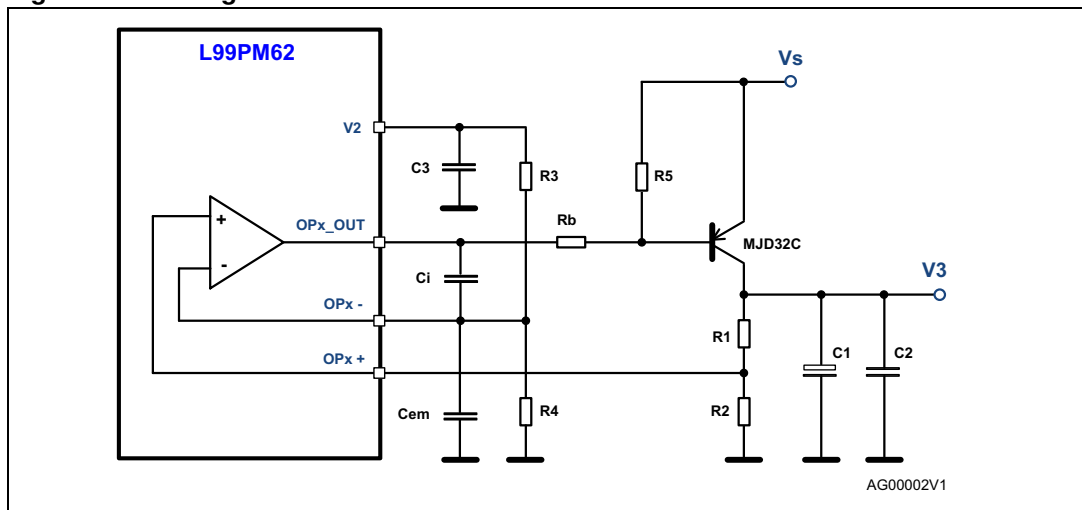 L99PM62
Vs
V2
C3
R3
R5
+
OPx_OUT
Rb
MJD32C
-
V3
Ci
OPx -
R1
C1
C2
OPx +
Cem
R4
R2
AG00002V1